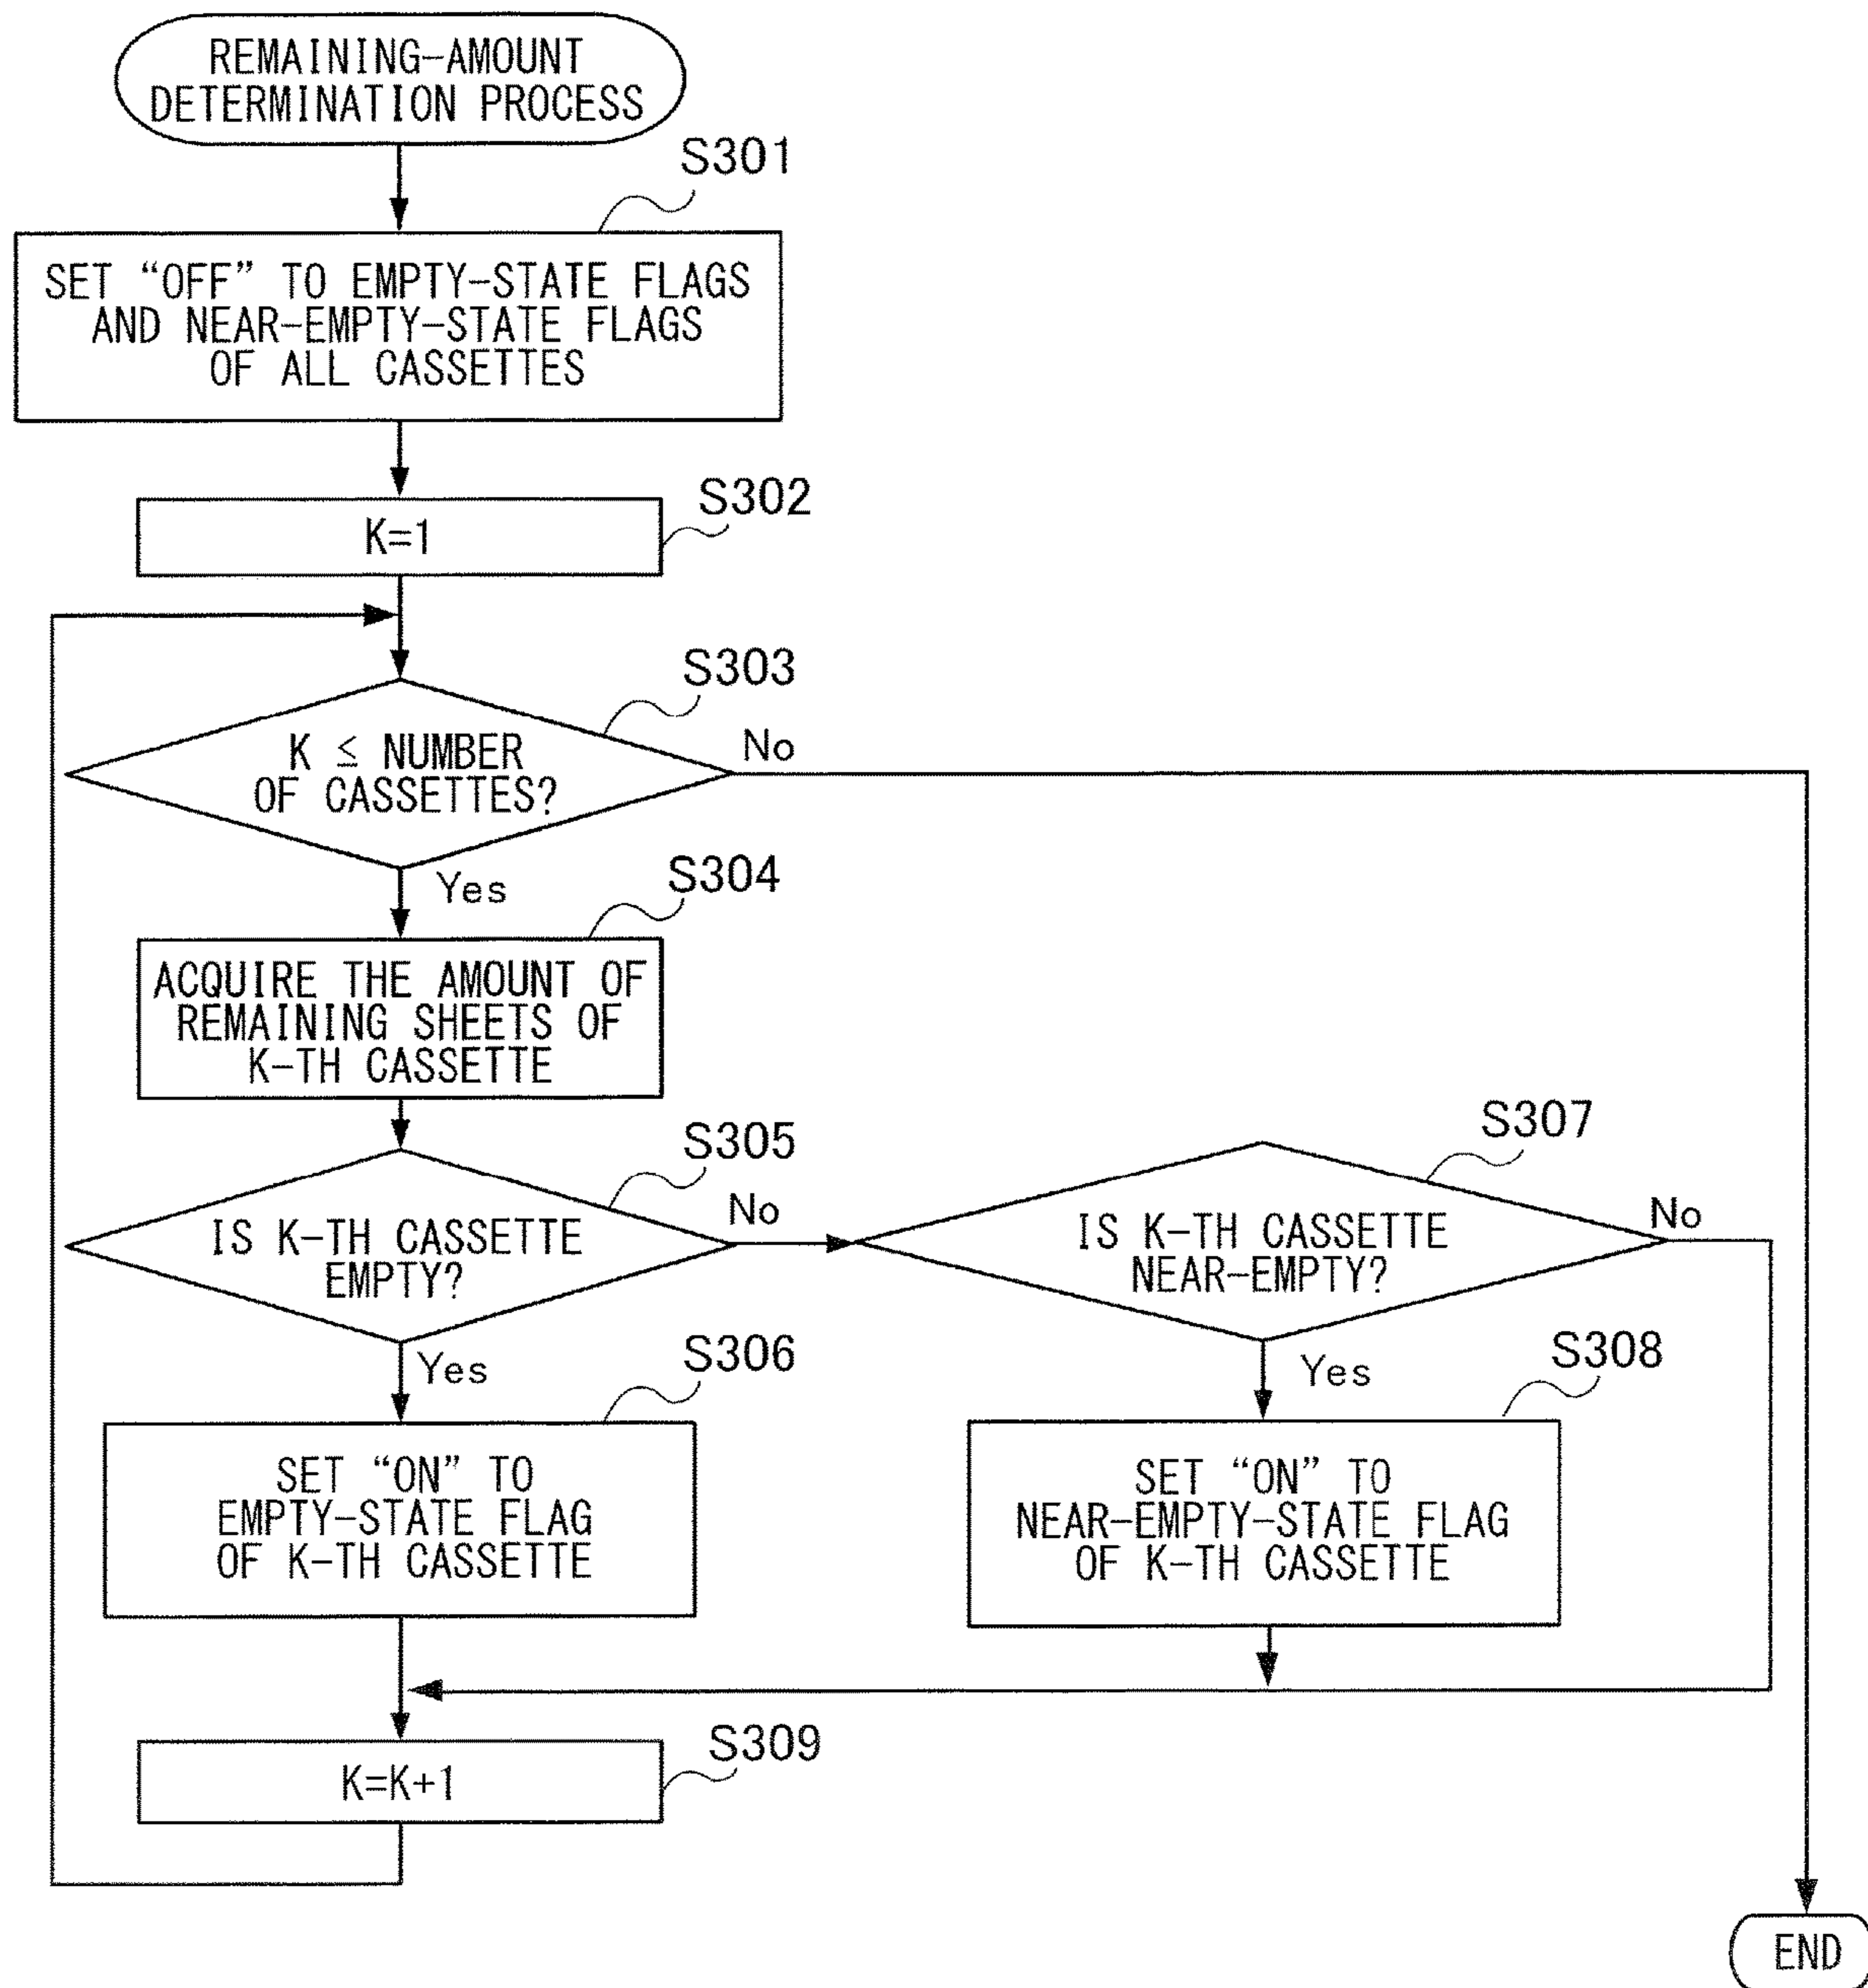 REMAINING-AMOUNT
DETERMINATION PROCESS
S301
SET “OFF” TO EMPTY-STATE FLAGS
AND NEAR-EMPTY-STATE FLAGS
OF ALL CASSETTES
S302
K=1
S303
K ≤ NUMBER
OF CASSETTES?
No
Yes
S304
ACQUIRE THE AMOUNT OF
REMAINING SHEETS OF
K-TH CASSETTE
S305
IS K-TH CASSETTE
EMPTY?
No
Yes
S307
IS K-TH CASSETTE
NEAR-EMPTY?
No
Yes
S306
SET “ON” TO
EMPTY-STATE FLAG
OF K-TH CASSETTE
S308
SET “ON” TO
NEAR-EMPTY-STATE FLAG
OF K-TH CASSETTE
S309
K=K+1
END